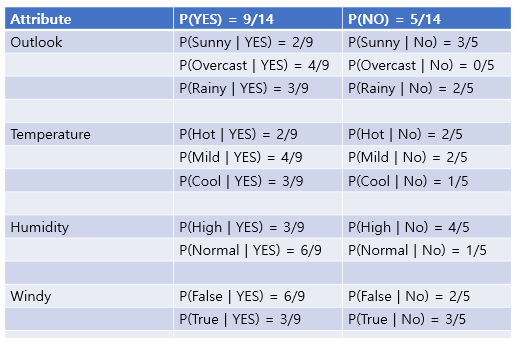 Attribute P(YES) = 9/14 P(NO) = 5/14
Outlook P(Sunny | YES) = 2/9 P(Sunny | No) = 3/5
P(Overcast | YES) = 4/9 P(Overcast | No) = 0/5
P(Rainy | YES) = 3/9 P(Rainy | No) = 2/5
Temperature P(Hot | YES) = 2/9 P(Hot | No) = 2/5
P(Mild | YES) = 4/9 P(Mild | No) = 2/5
P(Cool | YES) = 3/9 P(Cool | No) = 1/5
Humidity P(High | YES) = 3/9 P(High | No) = 4/5
P(Normal | YES) = 6/9 P(Normal | No) = 1/5
Windy P(False | YES) = 6/9 P(False | No) = 2/5
P(True | YES) = 3/9 P(True | No) = 3/5